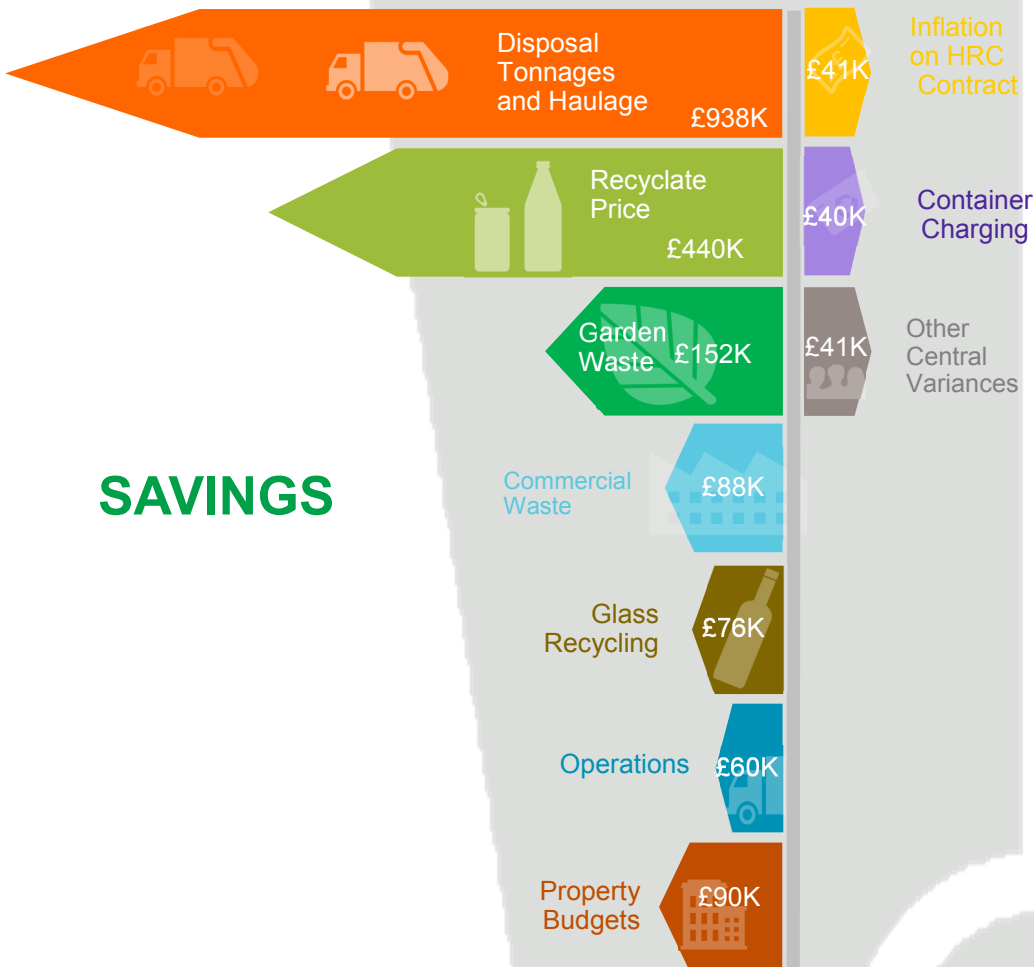 Disposal
Tonnages
and Haulage
£938K
£41K
Inflation
on HRC
Contract
Recyclate
Price
£440K
£40K
Container
Charging
Garden
Waste
£152K
£41K
Other
Central
Variances
SAVINGS
Commercial
Waste
£88K
Glass
Recycling
£76K
Operations
£60K
Property
Budgets
£90K